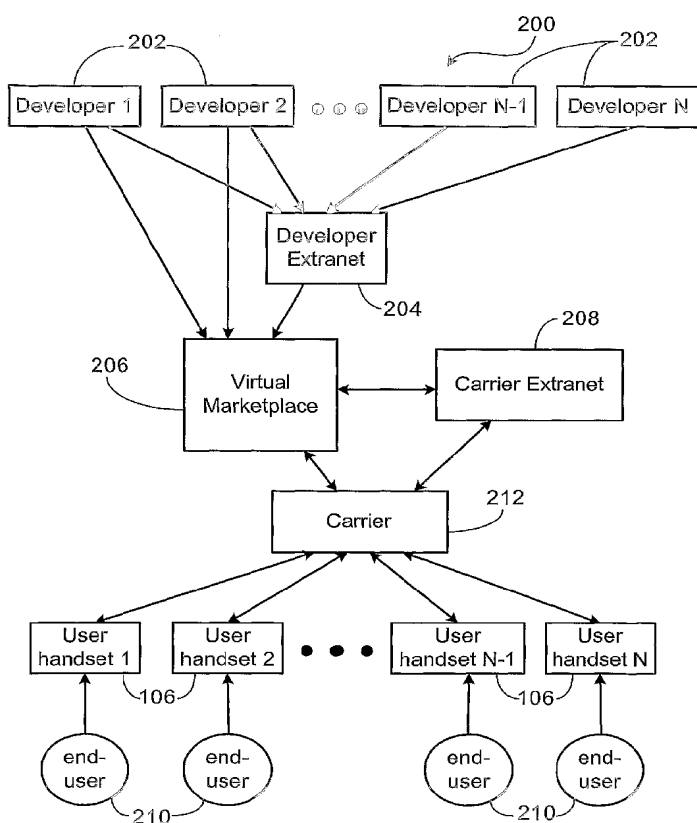 200
202
202
Developer 1
Developer 2
Developer N-1
Developer N
Developer
Extranet
204
208
206
Virtual
Marketplace
Carrier Extranet
212
Carrier
User
handset 1
User
handset 2
User
handset N-1
User
handset N
106
106
end-
user
end-
user
end-
user
end-
user
210
210